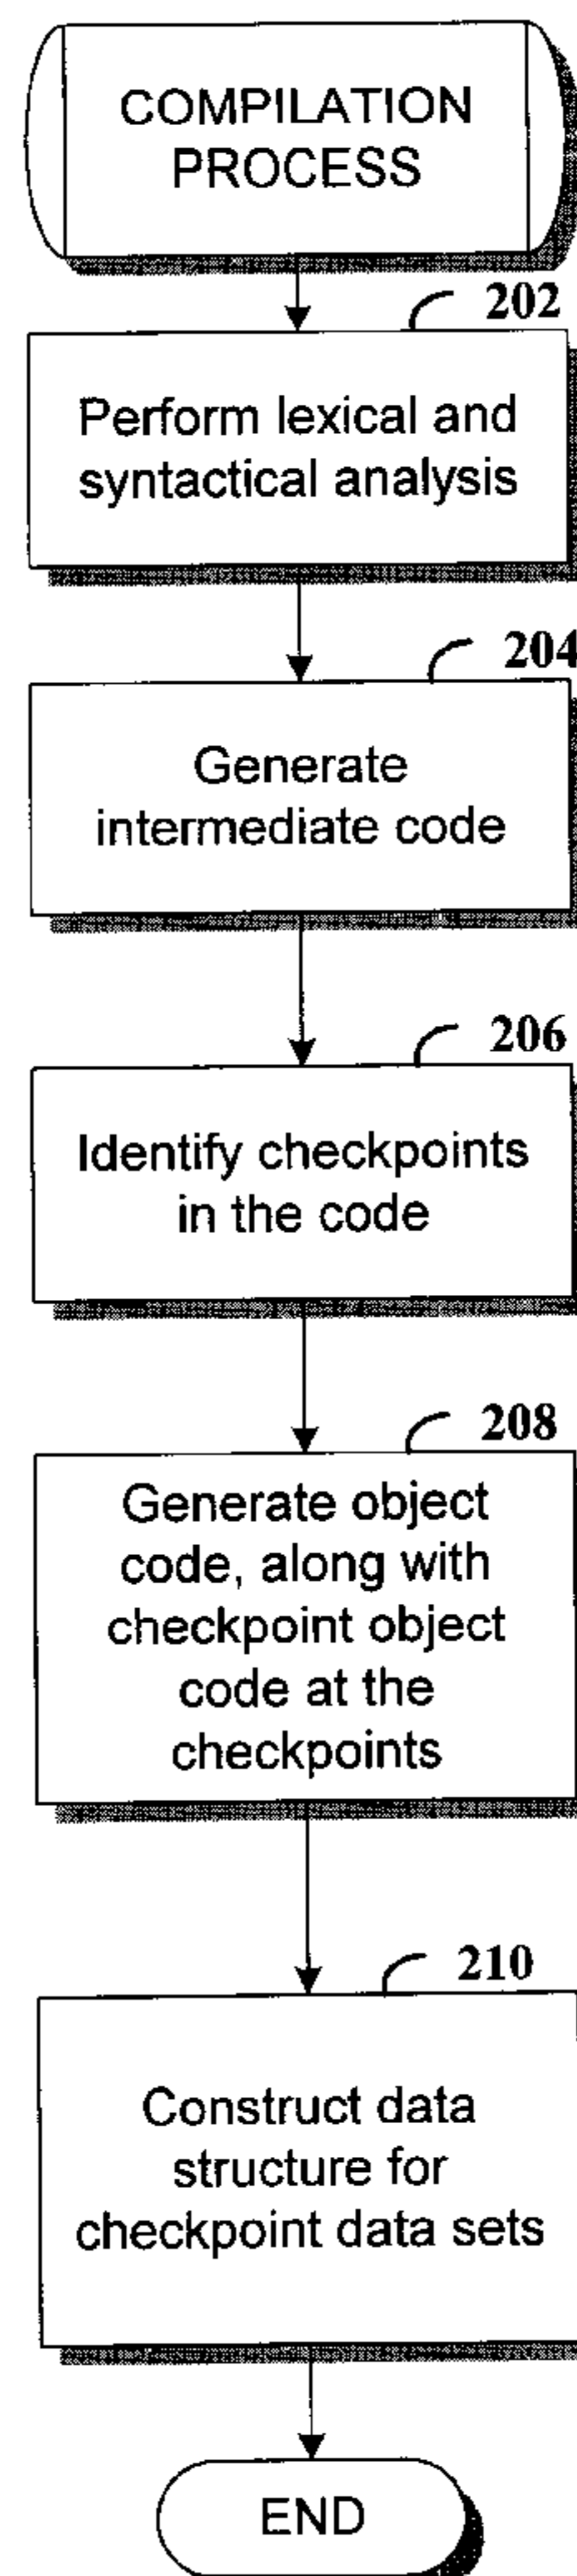 COMPILATION
PROCESS
202
Perform lexical and
syntactical analysis
204
Generate
intermediate code
206
Identify checkpoints
in the code
208
Generate object
code, along with
checkpoint object
code at the
checkpoints
210
Construct data
structure for
checkpoint data sets
END